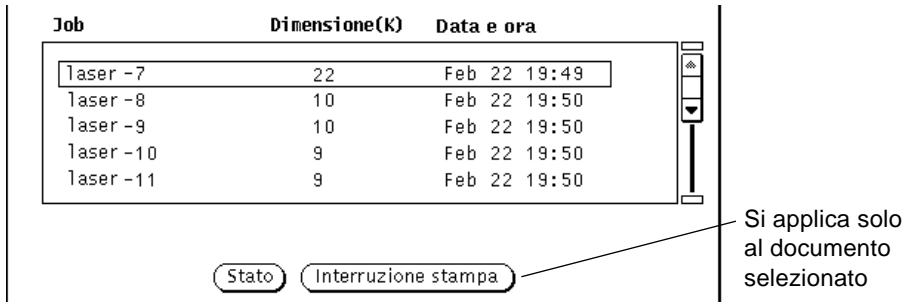 Job Dimensione(K) Data e ora
laser-7 22 Feb 22 19:49
laser-8 10 Feb 22 19:50
laser-9 10 Feb 22 19:50
laser-10 9 Feb 22 19:50
laser-11 9 Feb 22 19:50
Stato Interruzione stampa
Si applica solo
al documento
selezionato